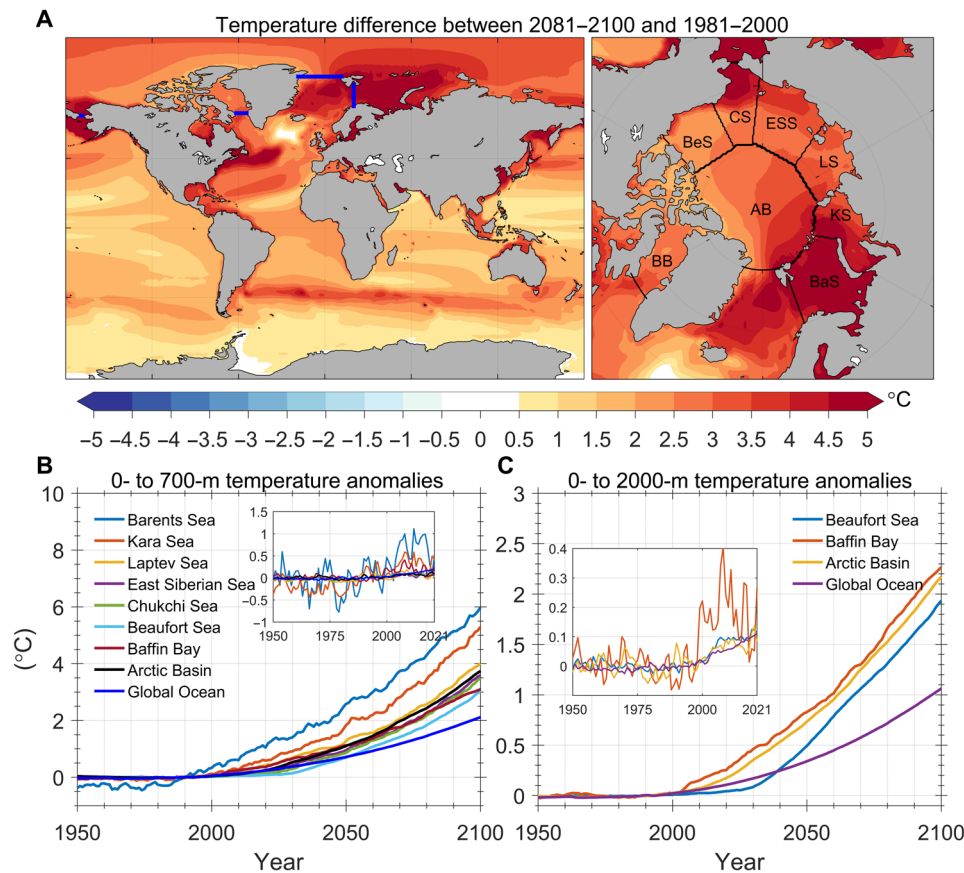 A
Temperature difference between 2081–2100 and 1981–2000
CS
ESS
BeS
LS
AB
KS
BB
BaS
°C
−5 −4.5 −4 −3.5 −3 −2.5 −2 −1.5 −1 −0.5 0 0.5 1 1.5 2 2.5 3 3.5 4 4.5 5
B
0- to 700-m temperature anomalies
10
8
6
4
2
0
(°C)
Barents Sea
Kara Sea
Laptev Sea
East Siberian Sea
Chukchi Sea
Beaufort Sea
Baffin Bay
Arctic Basin
Global Ocean
1.5
1
0.5
0
−0.5
−1
1950 1975 2000 2021
1950 2000 2050 2100
Year
C
0- to 2000-m temperature anomalies
3
2.5
2
1.5
1
0.5
0
Beaufort Sea
Baffin Bay
Arctic Basin
Global Ocean
0.4
0.3
0.2
0.1
0
1950 1975 2000 2021
1950 2000 2050 2100
Year